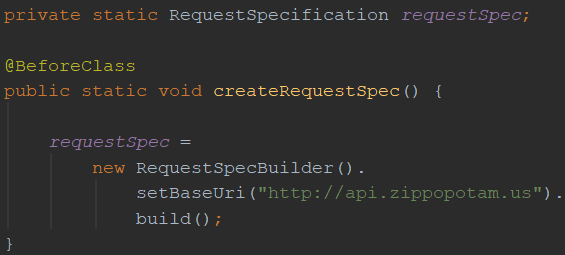 private static RequestSpecification requestSpec;
@BeforeClass
public static void createRequestSpec() {
requestSpec =
new RequestSpecBuilder().
setBaseUri("http://api.zippopotam.us").
build();
}